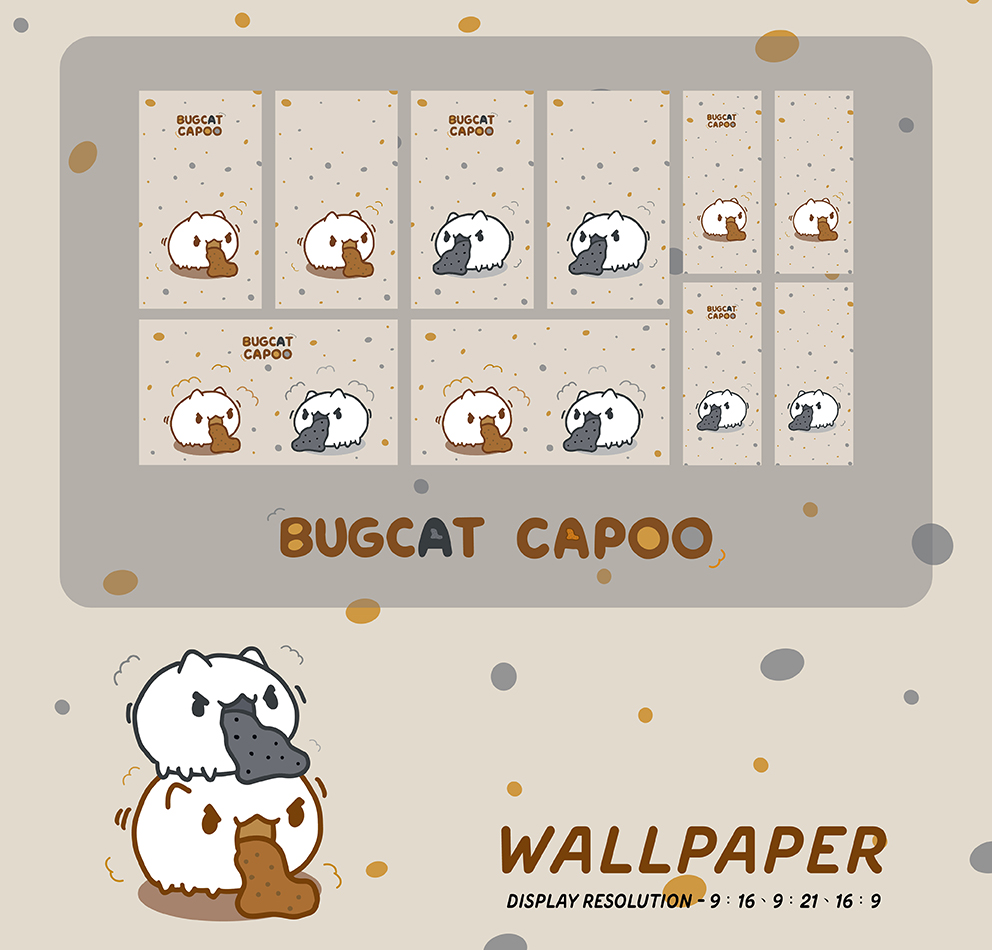 BUGCAT
CAPOO
BUGCAT
CAPOO
BUGCAT
CAPOO
BUGCAT
CAPOO
BUGCAT
CAPOO
BUGCAT CAPOO
WALLPAPER
DISPLAY RESOLUTION - 9 : 16、9 : 21、16 : 9